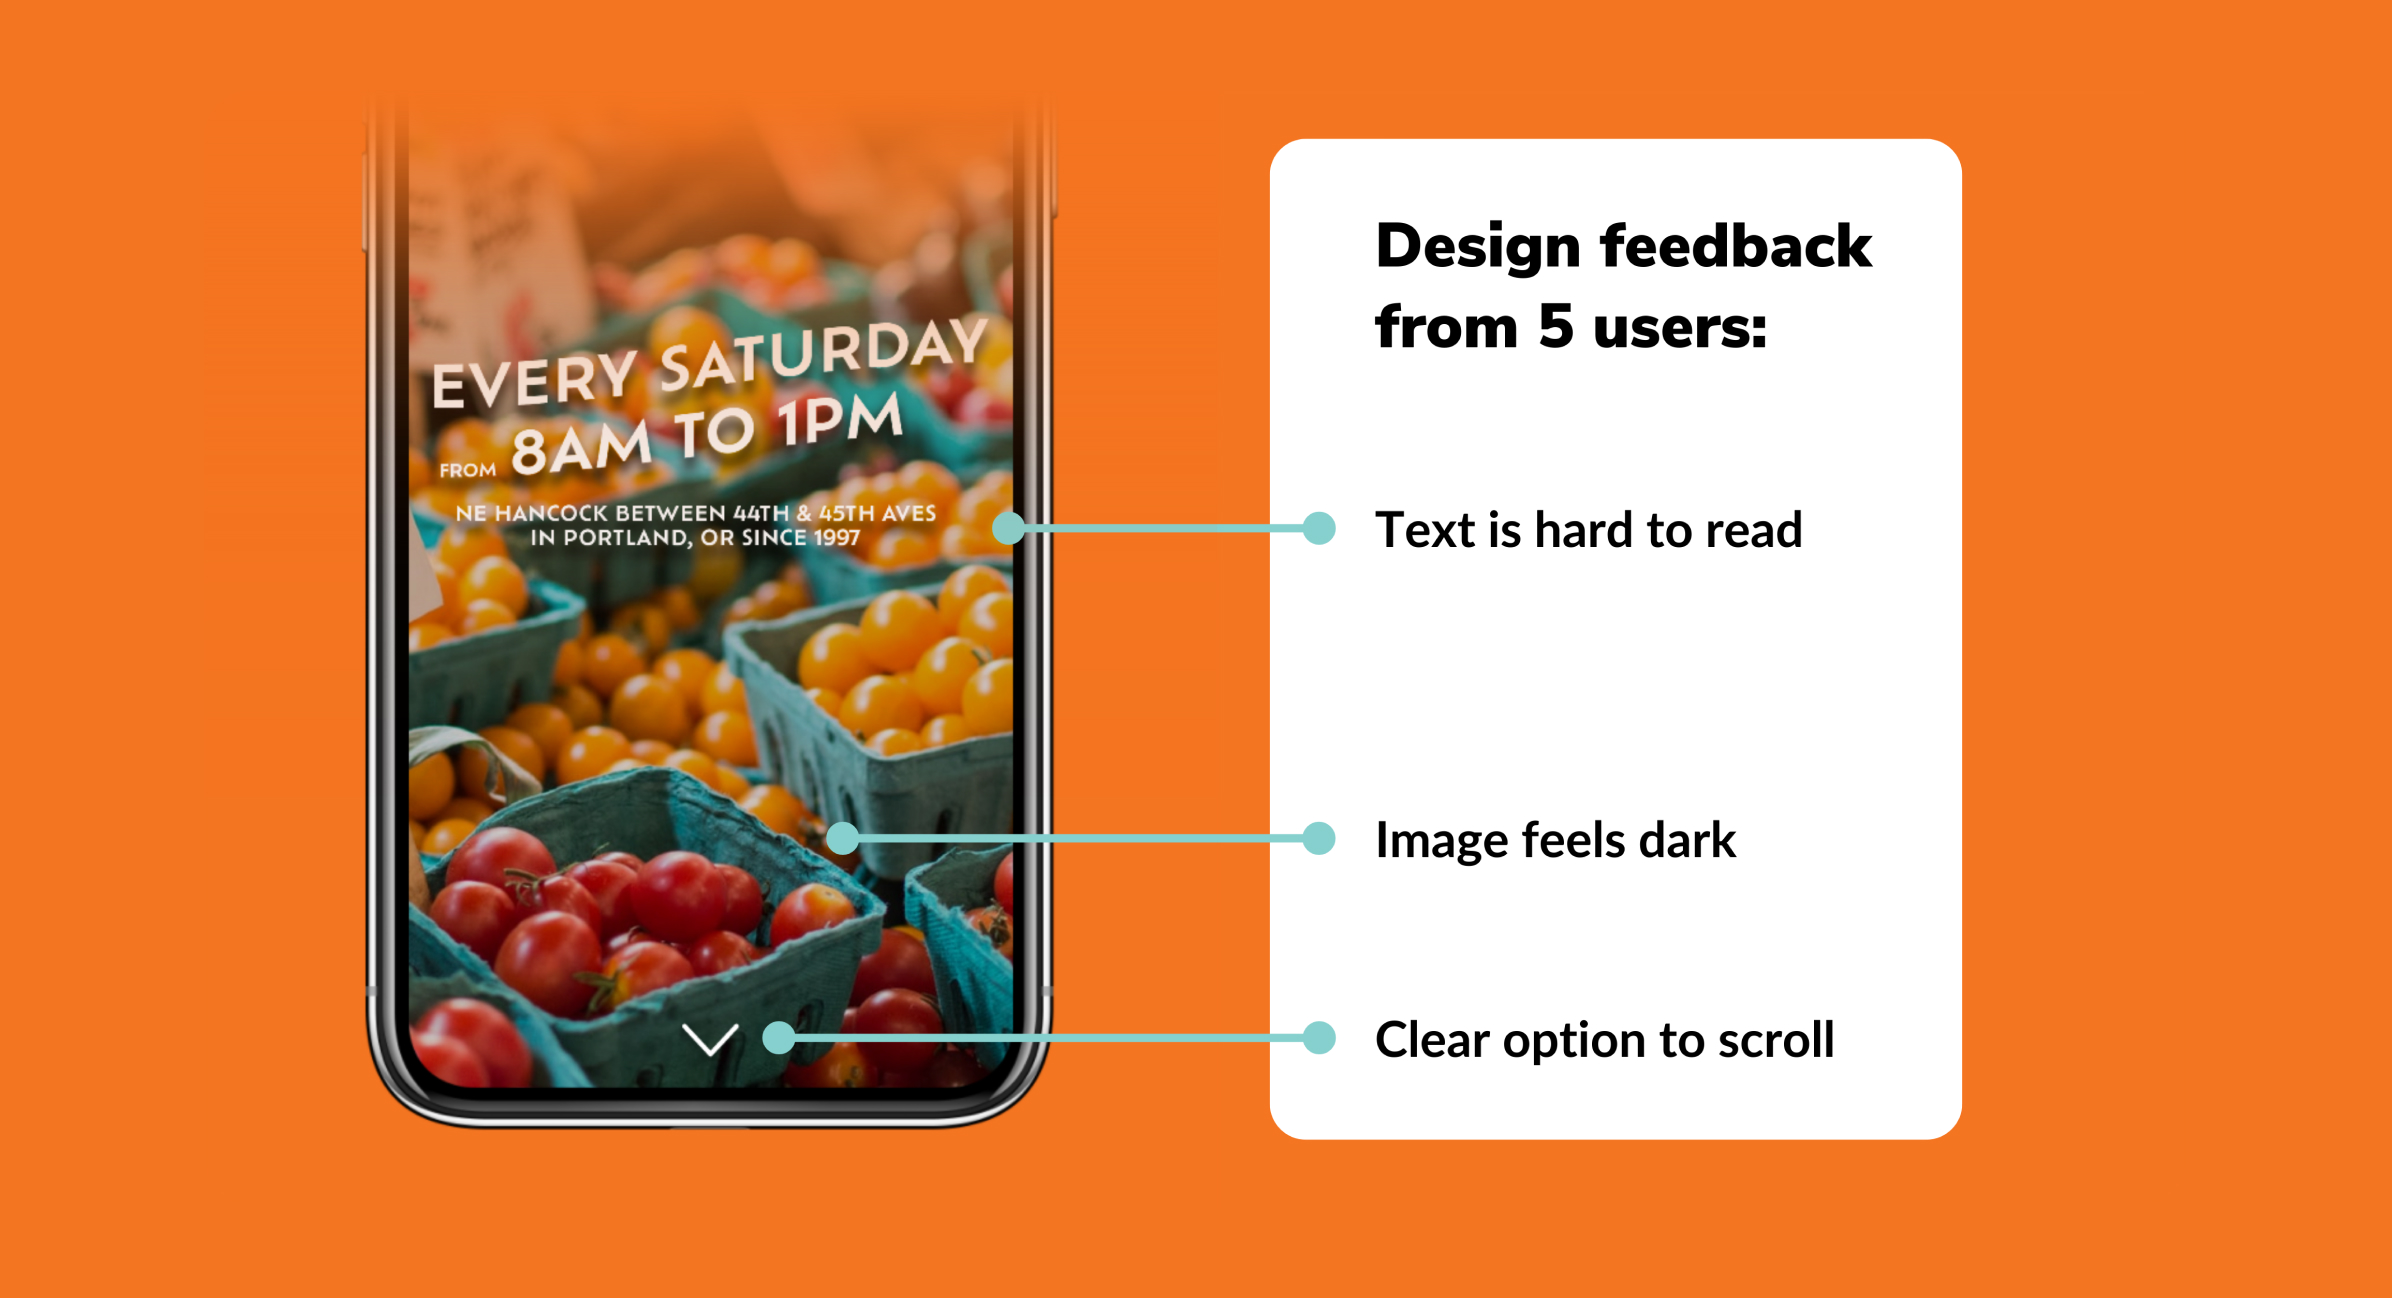 EVERY SATURDAY
FROM 8AM TO 1PM
NE HANCOCK BETWEEN 44TH & 45TH AVES
IN PORTLAND, OR SINCE 1997
Design feedback
from 5 users:
Text is hard to read
Image feels dark
Clear option to scroll